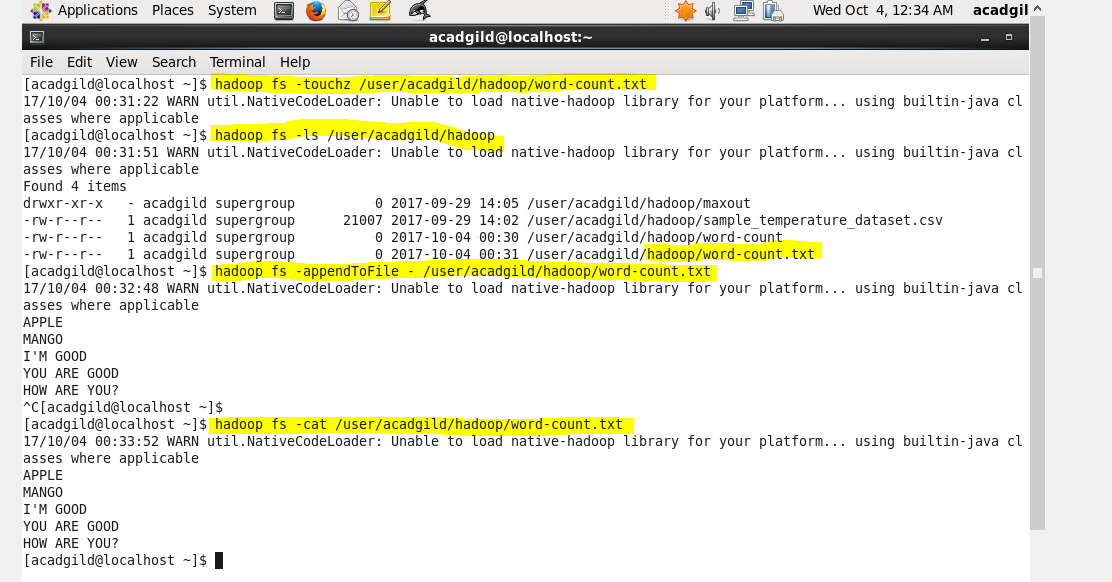 Applications Places System Wed Oct 4, 12:34 AM acadgil
acadgild@localhost:~
File Edit View Search Terminal Help
[acadgild@localhost ~]$ hadoop fs -touchz /user/acadgild/hadoop/word-count.txt
17/10/04 00:31:22 WARN util.NativeCodeLoader: Unable to load native-hadoop library for your platform... using builtin-java cl
asses where applicable
[acadgild@localhost ~]$ hadoop fs -ls /user/acadgild/hadoop
17/10/04 00:31:51 WARN util.NativeCodeLoader: Unable to load native-hadoop library for your platform... using builtin-java cl
asses where applicable
Found 4 items
drwxr-xr-x   - acadgild supergroup          0 2017-09-29 14:05 /user/acadgild/hadoop/maxout
-rw-r--r--   1 acadgild supergroup      21007 2017-09-29 14:02 /user/acadgild/hadoop/sample_temperature_dataset.csv
-rw-r--r--   1 acadgild supergroup          0 2017-10-04 00:30 /user/acadgild/hadoop/word-count
-rw-r--r--   1 acadgild supergroup          0 2017-10-04 00:31 /user/acadgild/hadoop/word-count.txt
[acadgild@localhost ~]$ hadoop fs -appendToFile - /user/acadgild/hadoop/word-count.txt
17/10/04 00:32:48 WARN util.NativeCodeLoader: Unable to load native-hadoop library for your platform... using builtin-java cl
asses where applicable
APPLE
MANGO
I'M GOOD
YOU ARE GOOD
HOW ARE YOU?
^C[acadgild@localhost ~]$
[acadgild@localhost ~]$ hadoop fs -cat /user/acadgild/hadoop/word-count.txt
17/10/04 00:33:52 WARN util.NativeCodeLoader: Unable to load native-hadoop library for your platform... using builtin-java cl
asses where applicable
APPLE
MANGO
I'M GOOD
YOU ARE GOOD
HOW ARE YOU?
[acadgild@localhost ~]$